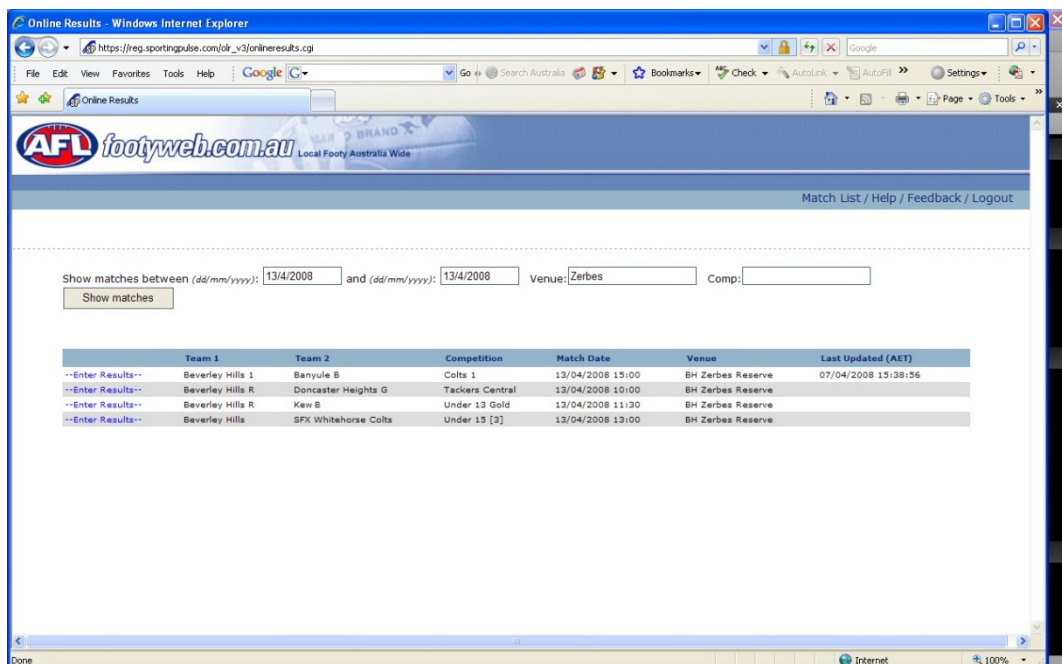 Online Results - Windows Internet Explorer
https://reg.sportingpulse.com/olr_v3/onlineresults.cgi Google
File Edit View Favorites Tools Help Google G Go Search Australia Bookmarks Check AutoLink AutoFill >> Settings
Online Results Page Tools >>
AFL footyweb.com.au Local Footy Australia Wide
BRAND
Match List / Help / Feedback / Logout
Show matches between (dd/mm/yyyy): 13/4/2008 and (dd/mm/yyyy): 13/4/2008 Venue: Zerbes Comp:
Show matches
Team 1 Team 2 Competition Match Date Venue Last Updated (AET)
--Enter Results-- Beverley Hills 1 Banyule B Colts 1 13/04/2008 15:00 BH Zerbes Reserve 07/04/2008 15:38:56
--Enter Results-- Beverley Hills R Doncaster Heights G Tackers Central 13/04/2008 10:00 BH Zerbes Reserve
--Enter Results-- Beverley Hills R Kew B Under 13 Gold 13/04/2008 11:30 BH Zerbes Reserve
--Enter Results-- Beverley Hills SFX Whitehorse Colts Under 15 [3] 13/04/2008 13:00 BH Zerbes Reserve
Done Internet 100%